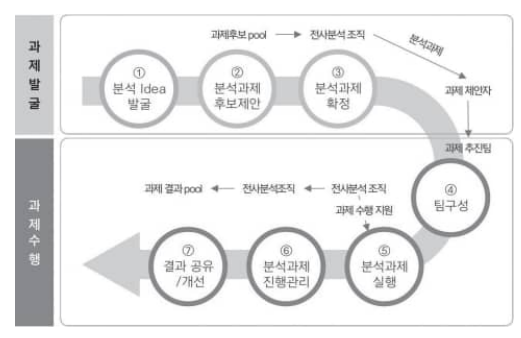 과제발굴
과제후보 pool → 전사분석 조직
분석과제
①
분석 Idea
발굴
②
분석과제
후보제안
③
분석과제
확정
과제 제안자
과제 추진팀
과제수행
④
팀구성
과제 결과 pool ← 전사분석조직 ← 전사분석 조직
과제 수행 지원
⑦
결과 공유
/개선
⑥
분석과제
진행관리
⑤
분석과제
실행